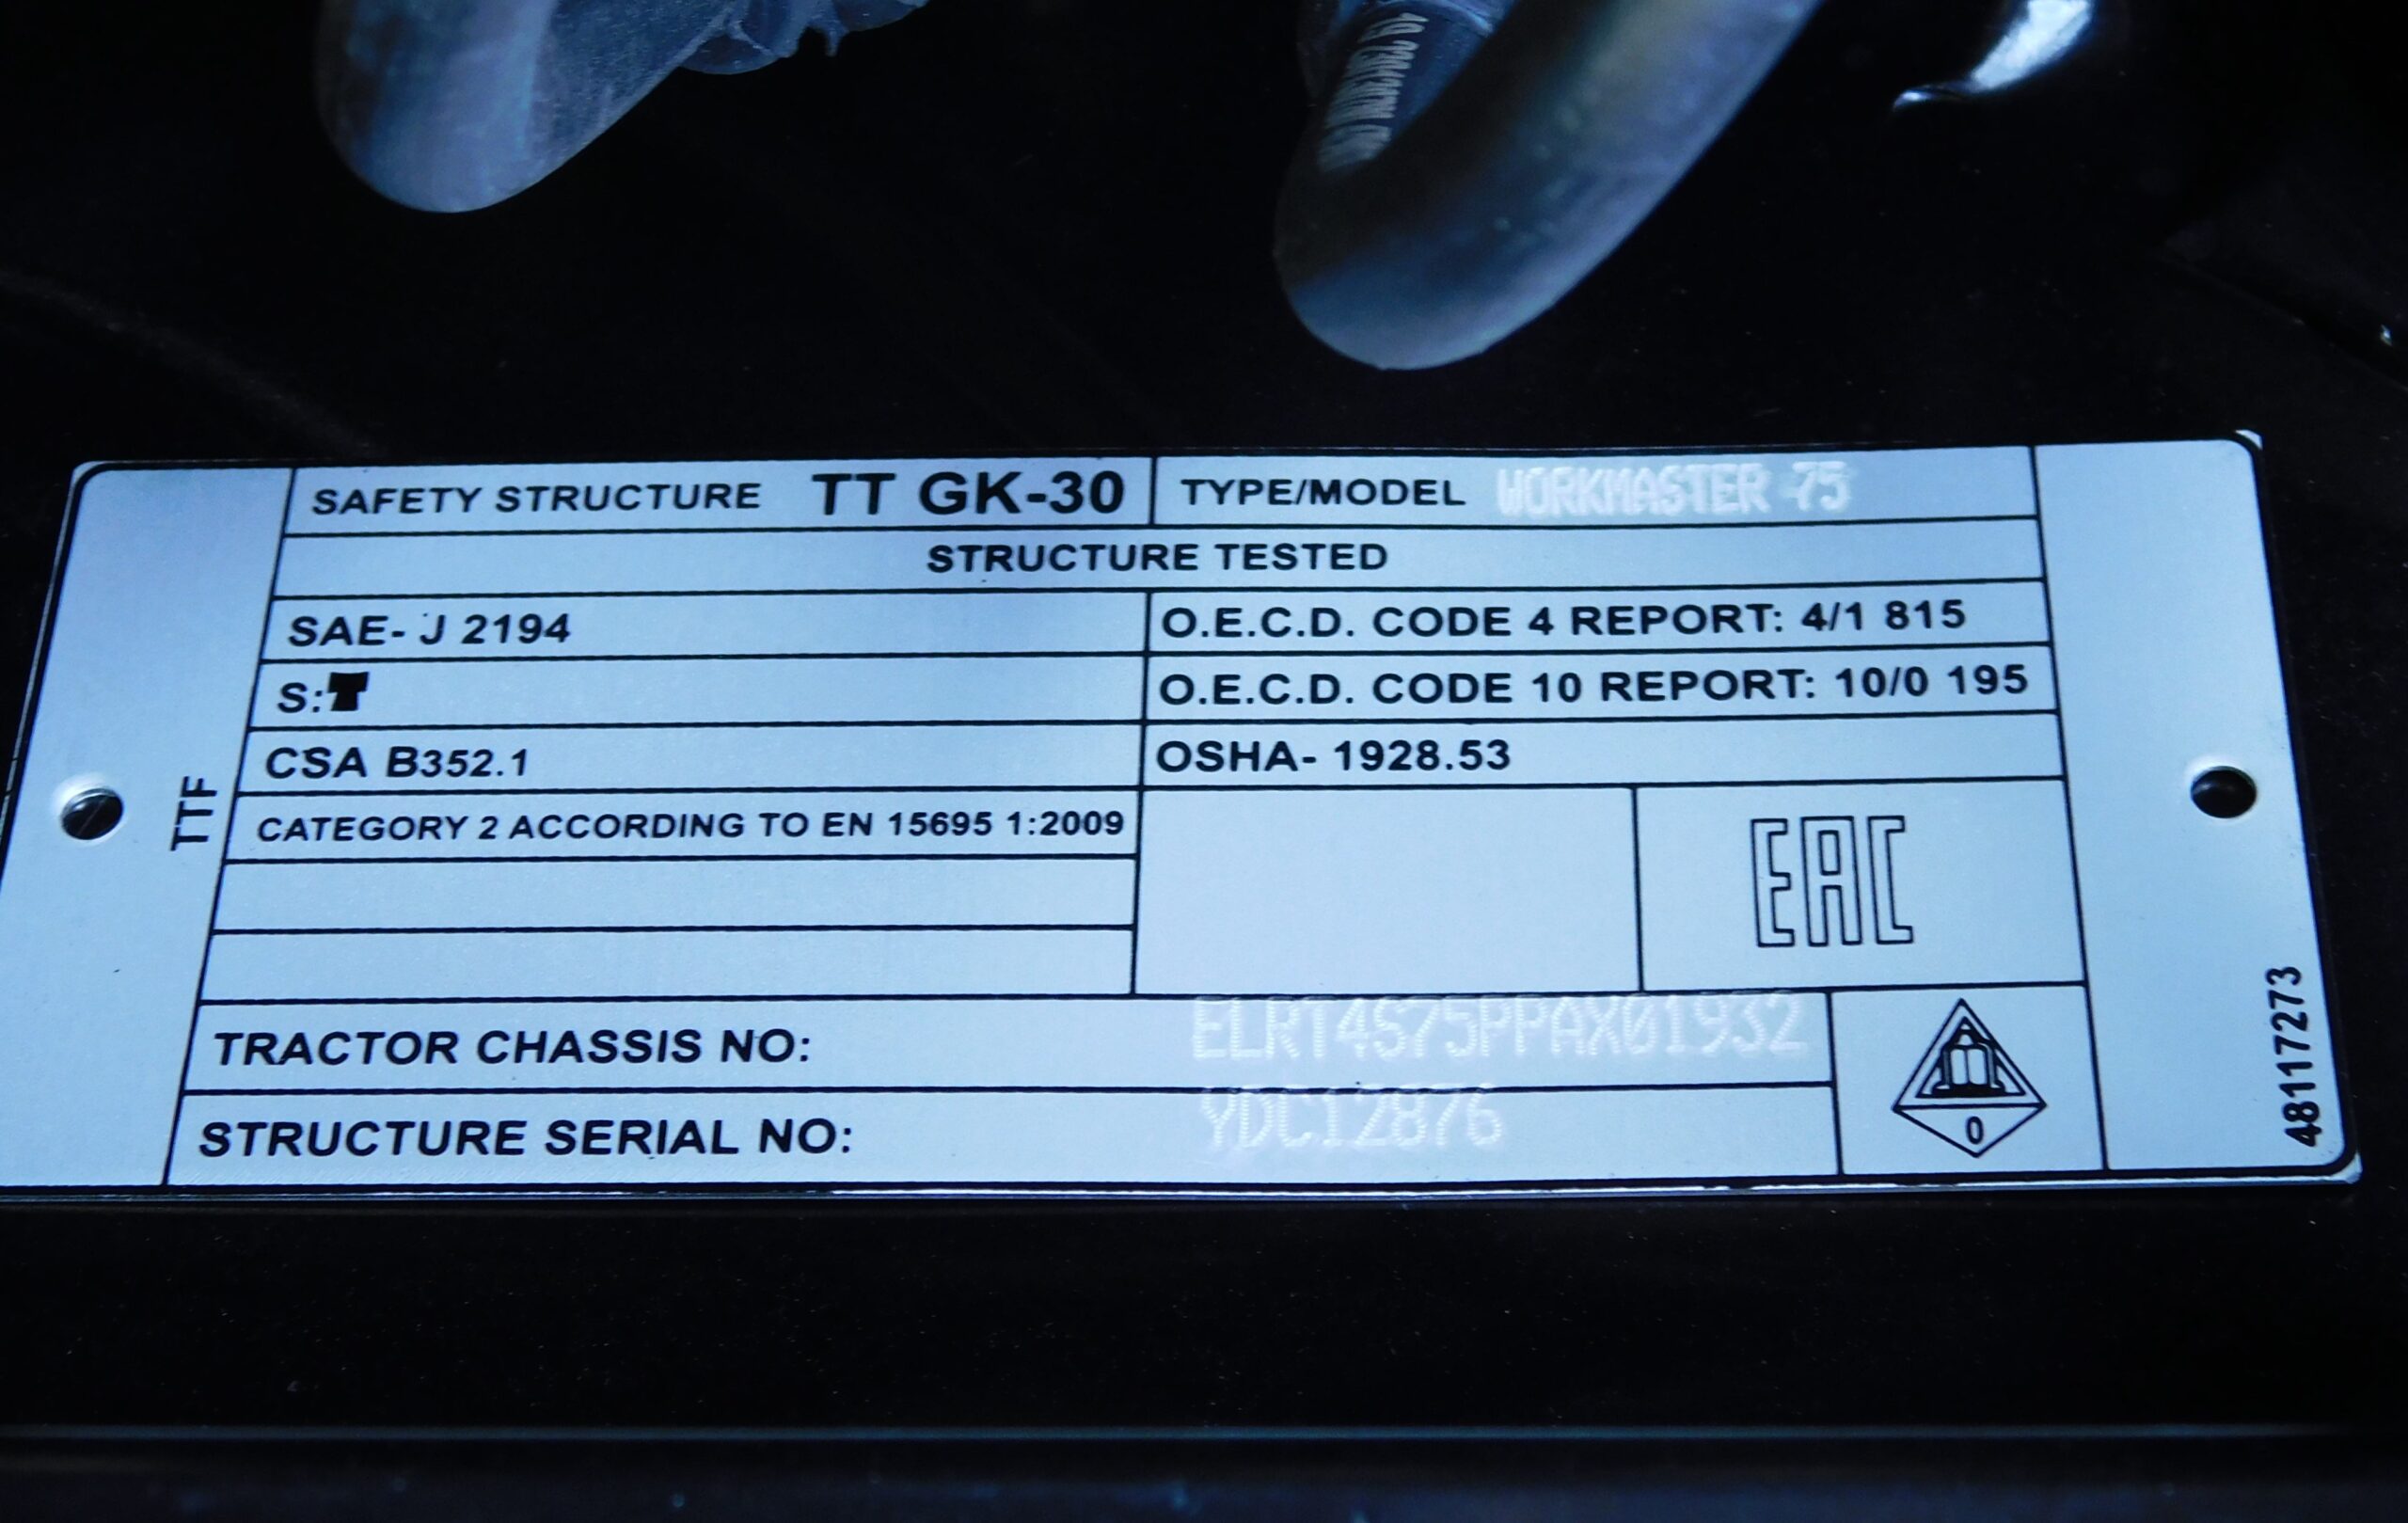 SAFETY STRUCTURE TT GK-30
TYPE/MODEL WORKMASTER 75
STRUCTURE TESTED
SAE- J 2194
O.E.C.D. CODE 4 REPORT: 4/1 815
S:T
O.E.C.D. CODE 10 REPORT: 10/0 195
CSA B352.1
OSHA- 1928.53
TTF
CATEGORY 2 ACCORDING TO EN 15695 1:2009
EAC
TRACTOR CHASSIS NO: ELRT4S75PPAX01932
STRUCTURE SERIAL NO: YDC12876
0
48117273